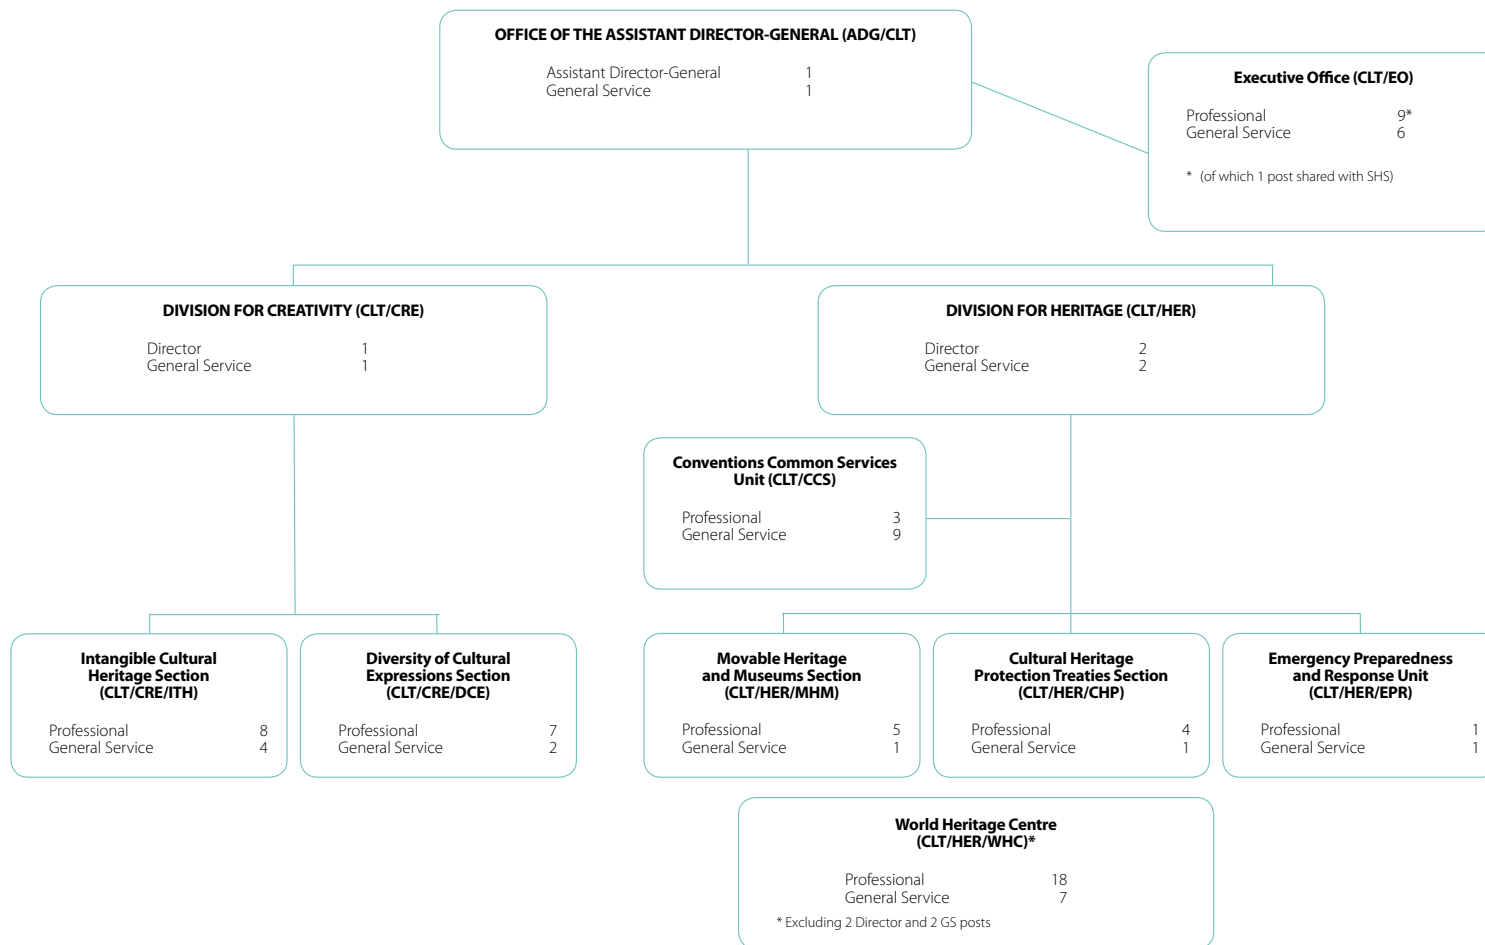 OFFICE OF THE ASSISTANT DIRECTOR-GENERAL (ADG/CLT)
Assistant Director-General 1
General Service 1
Executive Office (CLT/EO)
Professional 9*
General Service 6
* (of which 1 post shared with SHS)
DIVISION FOR CREATIVITY (CLT/CRE)
Director 1
General Service 1
DIVISION FOR HERITAGE (CLT/HER)
Director 2
General Service 2
Conventions Common Services
Unit (CLT/CCS)
Professional 3
General Service 9
Intangible Cultural
Heritage Section
(CLT/CRE/ITH)
Professional 8
General Service 4
Diversity of Cultural
Expressions Section
(CLT/CRE/DCE)
Professional 7
General Service 2
Movable Heritage
and Museums Section
(CLT/HER/MHM)
Professional 5
General Service 1
Cultural Heritage
Protection Treaties Section
(CLT/HER/CHP)
Professional 4
General Service 1
Emergency Preparedness
and Response Unit
(CLT/HER/EPR)
Professional 1
General Service 1
World Heritage Centre
(CLT/HER/WHC)*
Professional 18
General Service 7
* Excluding 2 Director and 2 GS posts